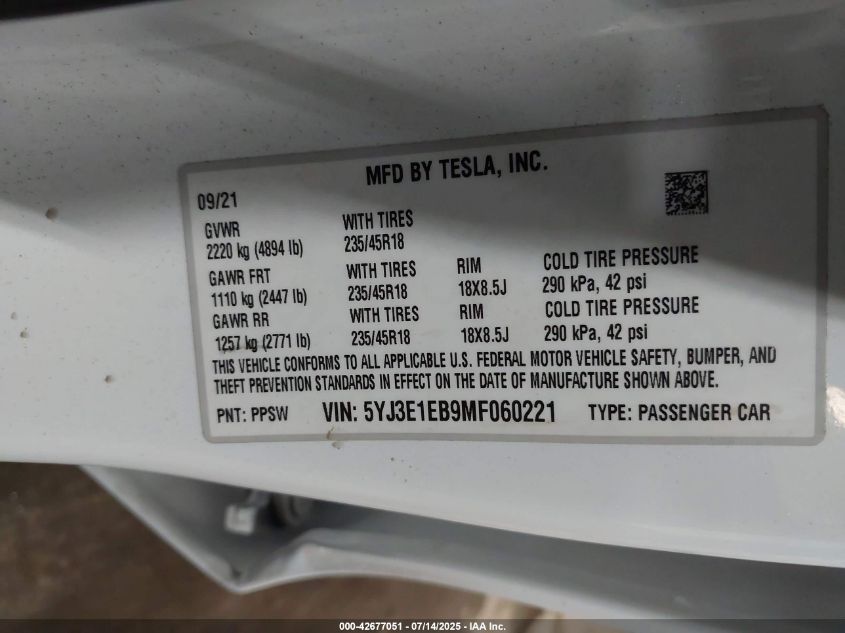 MFD BY TESLA, INC.
09/21
GVWR WITH TIRES
2220 kg (4894 lb) 235/45R18
GAWR FRT WITH TIRES RIM COLD TIRE PRESSURE
1110 kg (2447 lb) 235/45R18 18X8.5J 290 kPa, 42 psi
GAWR RR WITH TIRES RIM COLD TIRE PRESSURE
1257 kg (2771 lb) 235/45R18 18X8.5J 290 kPa, 42 psi
THIS VEHICLE CONFORMS TO ALL APPLICABLE U.S. FEDERAL MOTOR VEHICLE SAFETY, BUMPER, AND
THEFT PREVENTION STANDARDS IN EFFECT ON THE DATE OF MANUFACTURE SHOWN ABOVE.
PNT: PPSW VIN: 5YJ3E1EB9MF060221 TYPE: PASSENGER CAR
000-42677051 - 07/14/2025 - IAA Inc.